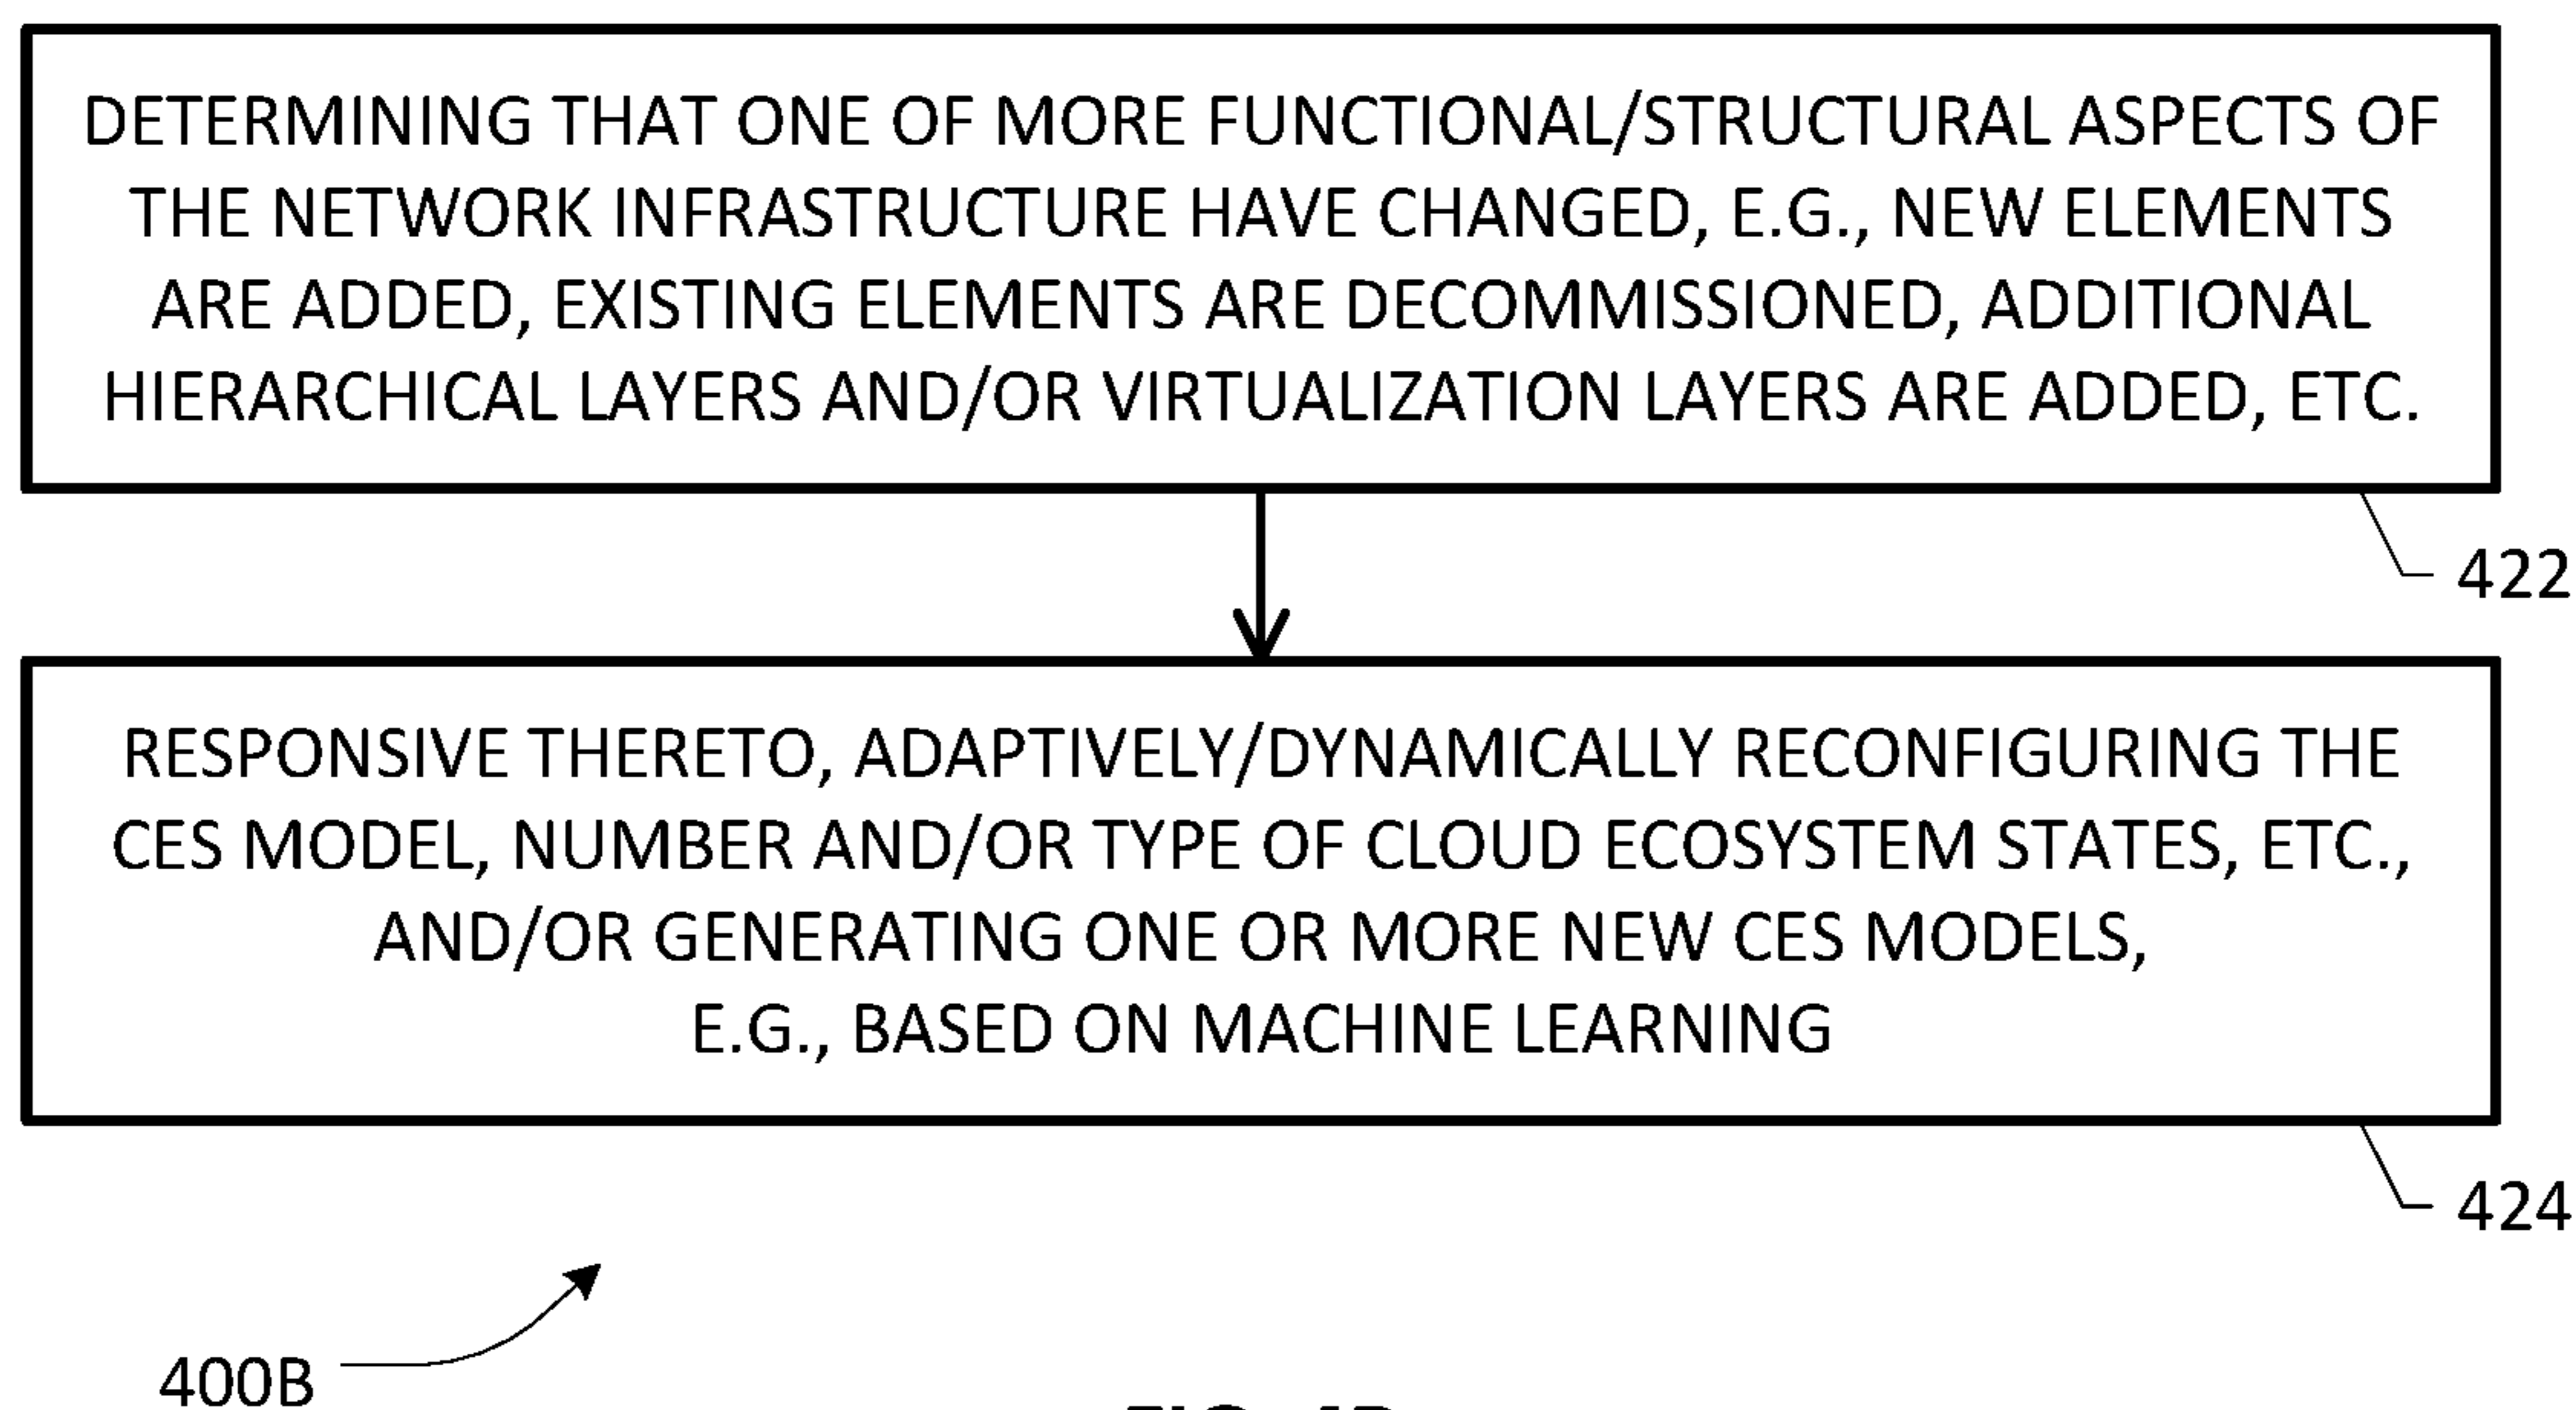 DETERMINING THAT ONE OF MORE FUNCTIONAL/STRUCTURAL ASPECTS OF
THE NETWORK INFRASTRUCTURE HAVE CHANGED, E.G., NEW ELEMENTS
ARE ADDED, EXISTING ELEMENTS ARE DECOMMISSIONED, ADDITIONAL
HIERARCHICAL LAYERS AND/OR VIRTUALIZATION LAYERS ARE ADDED, ETC.
422
RESPONSIVE THERETO, ADAPTIVELY/DYNAMICALLY RECONFIGURING THE
CES MODEL, NUMBER AND/OR TYPE OF CLOUD ECOSYSTEM STATES, ETC.,
AND/OR GENERATING ONE OR MORE NEW CES MODELS,
E.G., BASED ON MACHINE LEARNING
424
400B